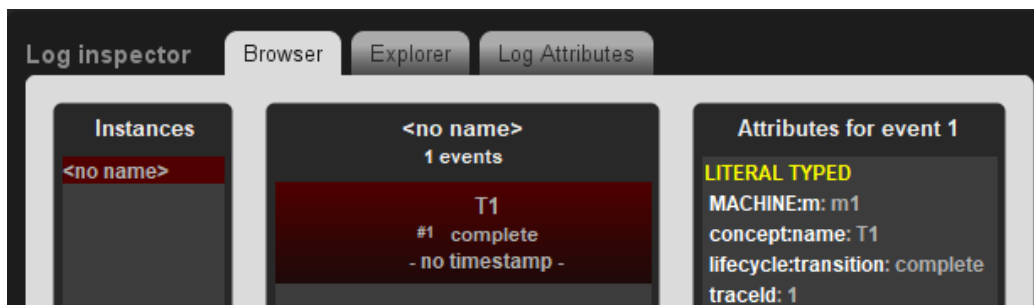 Log inspector Browser Explorer Log Attributes
Instances
<no name>
<no name>
1 events
T1
#1 complete
- no timestamp -
Attributes for event 1
LITERAL TYPED
MACHINE:m: m1
concept:name: T1
lifecycle:transition: complete
traceId: 1